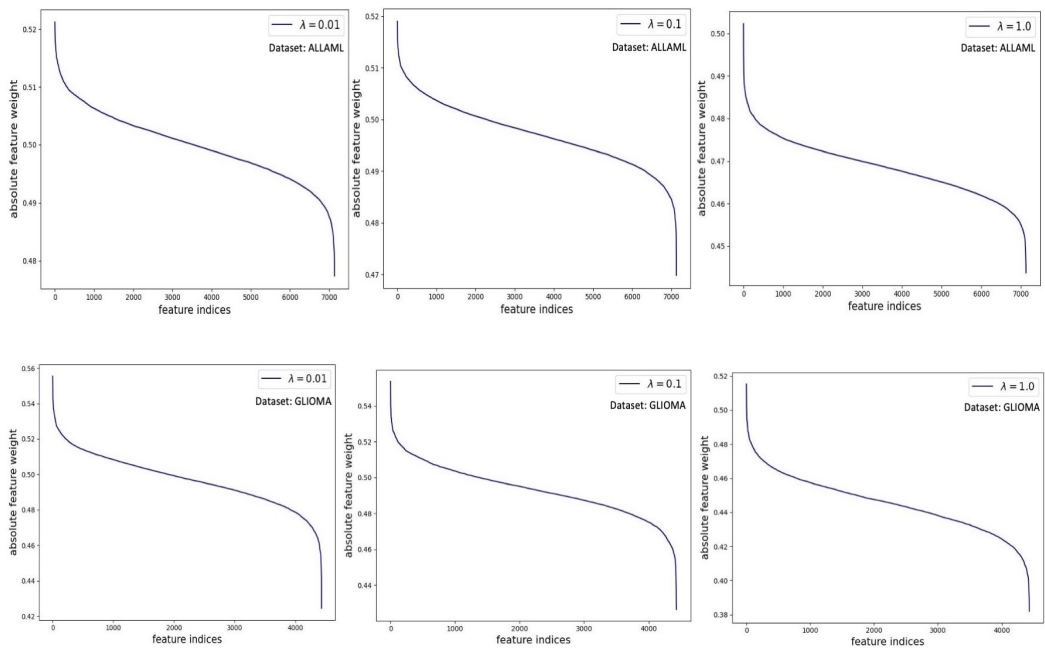 λ = 0.01
Dataset: ALLAML
absolute feature weight
0.52
0.51
0.50
0.49
0.48
0 1000 2000 3000 4000 5000 6000 7000
feature indices
λ = 0.1
Dataset: ALLAML
absolute feature weight
0.52
0.51
0.50
0.49
0.48
0.47
0 1000 2000 3000 4000 5000 6000 7000
feature indices
λ = 1.0
Dataset: ALLAML
absolute feature weight
0.50
0.49
0.48
0.47
0.46
0.45
0 1000 2000 3000 4000 5000 6000 7000
feature indices
λ = 0.01
Dataset: GLIOMA
absolute feature weight
0.56
0.54
0.52
0.50
0.48
0.46
0.44
0.42
0 1000 2000 3000 4000
feature indices
λ = 0.1
Dataset: GLIOMA
absolute feature weight
0.54
0.52
0.50
0.48
0.46
0.44
0 1000 2000 3000 4000
feature indices
λ = 1.0
Dataset: GLIOMA
absolute feature weight
0.52
0.50
0.48
0.46
0.44
0.42
0.40
0.38
0 1000 2000 3000 4000
feature indices